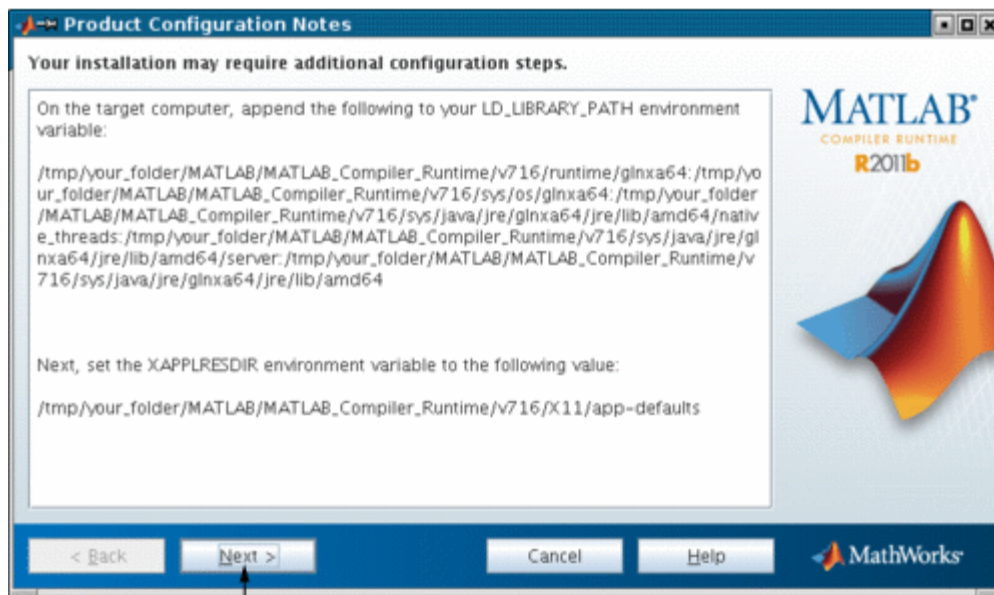 Product Configuration Notes
Your installation may require additional configuration steps.
On the target computer, append the following to your LD_LIBRARY_PATH environment
variable:
/tmp/your_folder/MATLAB/MATLAB_Compiler_Runtime/v716/runtime/glnxa64:/tmp/yo
ur_folder/MATLAB/MATLAB_Compiler_Runtime/v716/sys/os/glnxa64:/tmp/your_folder
/MATLAB/MATLAB_Compiler_Runtime/v716/sys/java/jre/glnxa64/jre/lib/amd64/nativ
e_threads:/tmp/your_folder/MATLAB/MATLAB_Compiler_Runtime/v716/sys/java/jre/gl
nxa64/jre/lib/amd64/server:/tmp/your_folder/MATLAB/MATLAB_Compiler_Runtime/v
716/sys/java/jre/glnxa64/jre/lib/amd64
Next, set the XAPPLRESDIR environment variable to the following value:
/tmp/your_folder/MATLAB/MATLAB_Compiler_Runtime/v716/X11/app-defaults
MATLAB®
COMPILER RUNTIME
R2011b
< Back
Next >
Cancel
Help
MathWorks®